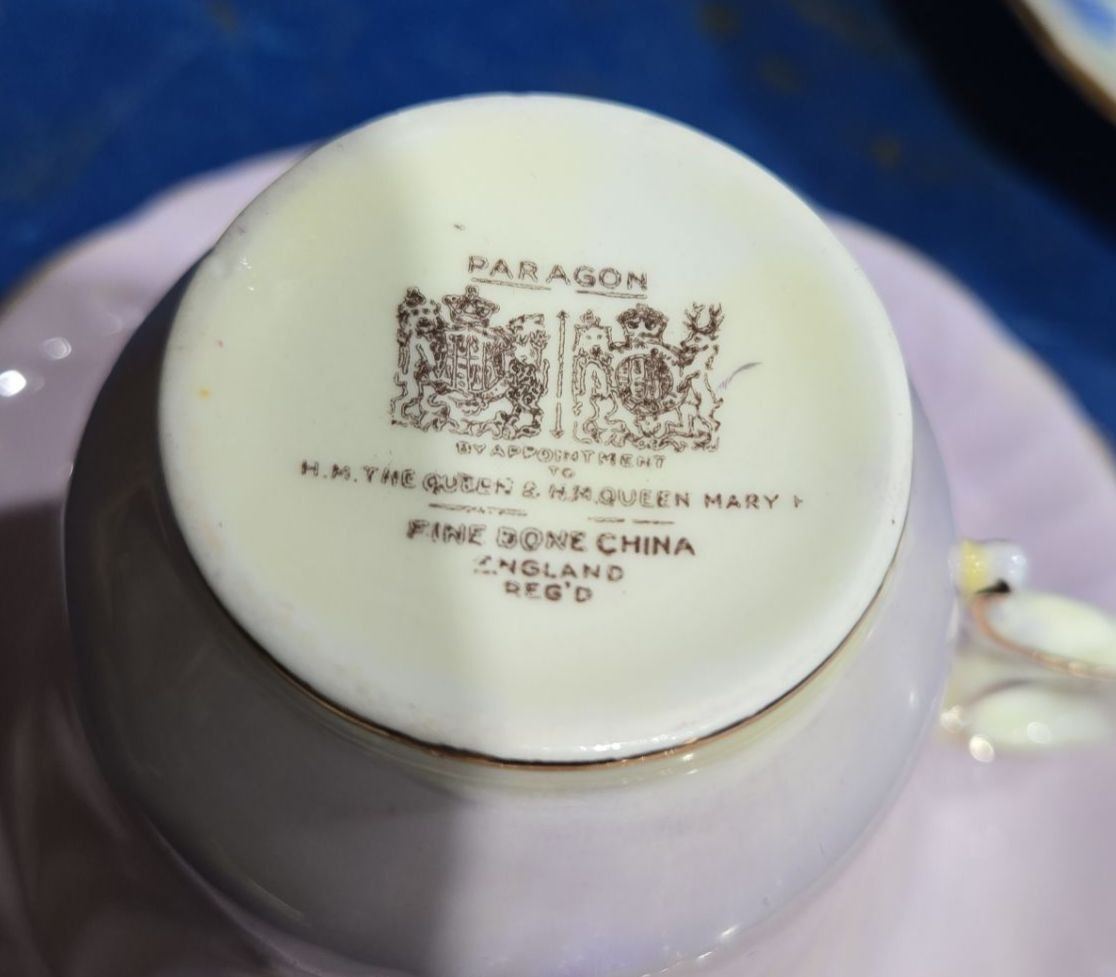 PARAGON
BY APPOINTMENT
TO
H.M. THE QUEEN & H.M. QUEEN MARY
FINE BONE CHINA
ENGLAND
REG'D